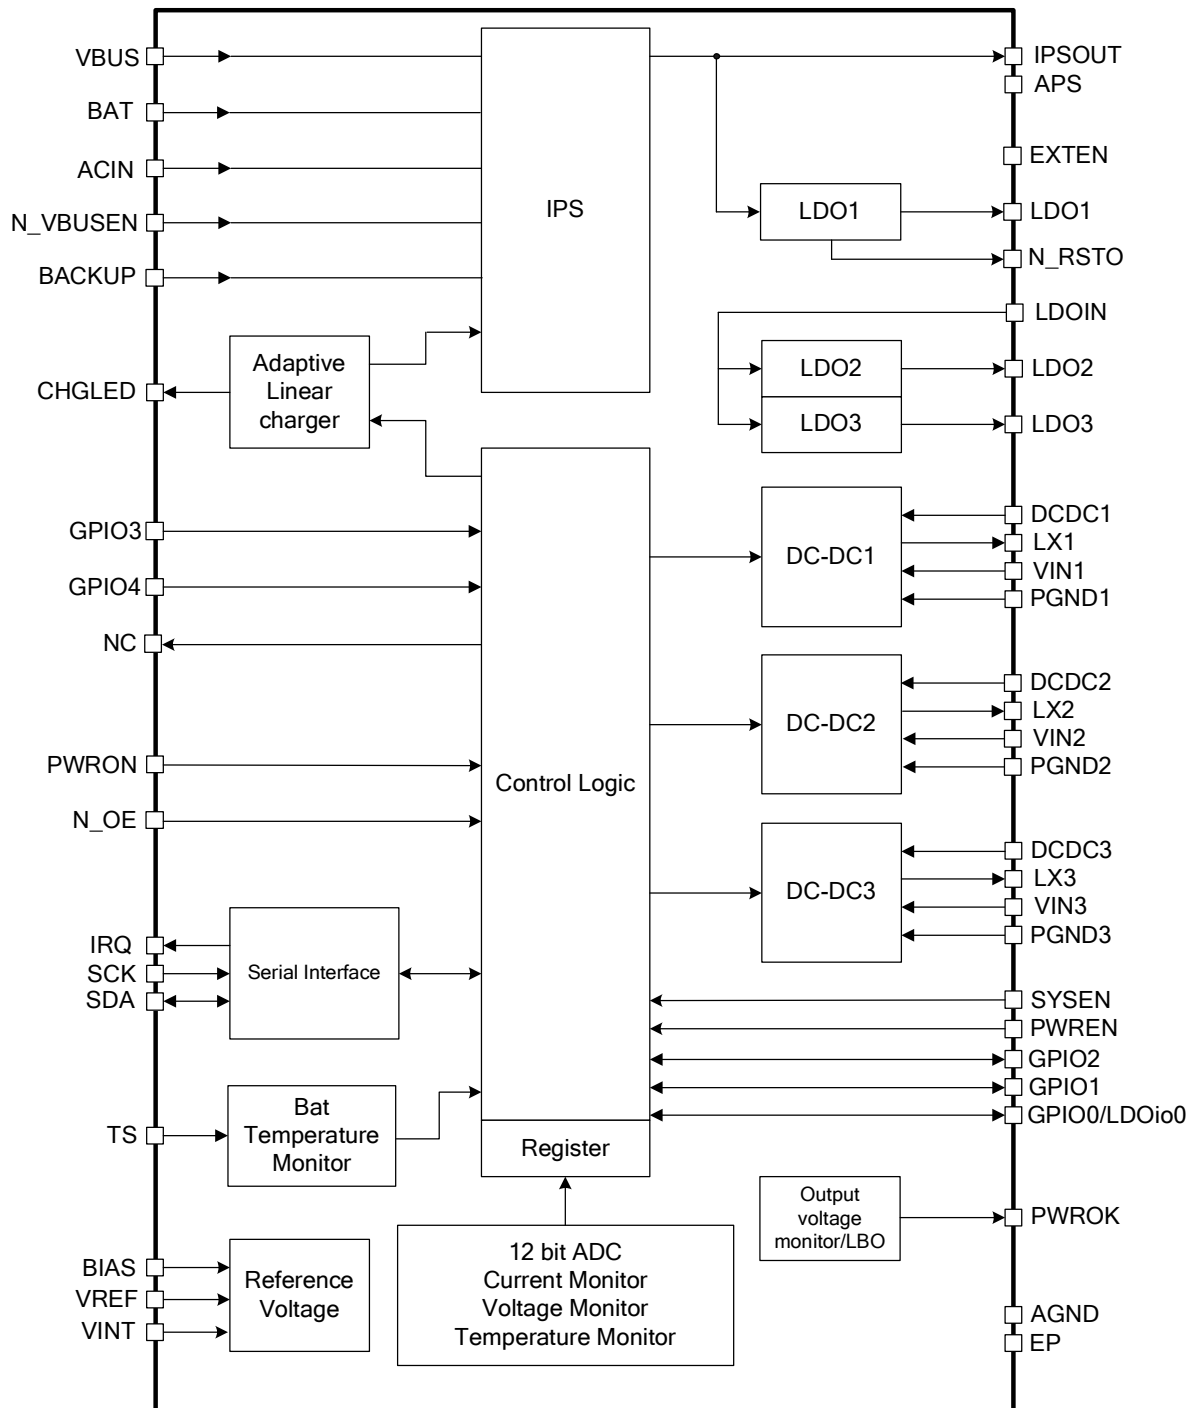 VBUS
BAT
ACIN
N_VBUSEN
BACKUP
CHGLED
GPIO3
GPIO4
NC
PWRON
N_OE
IRQ
SCK
SDA
TS
BIAS
VREF
VINT
IPS
Adaptive
Linear
charger
Control Logic
Serial Interface
Bat
Temperature
Monitor
Register
Reference
Voltage
12 bit ADC
Current Monitor
Voltage Monitor
Temperature Monitor
LDO1
LDO2
LDO3
DC-DC1
DC-DC2
DC-DC3
Output
voltage
monitor/LBO
IPSOUT
APS
EXTEN
LDO1
N_RSTO
LDOIN
LDO2
LDO3
DCDC1
LX1
VIN1
PGND1
DCDC2
LX2
VIN2
PGND2
DCDC3
LX3
VIN3
PGND3
SYSEN
PWREN
GPIO2
GPIO1
GPIO0/LDOio0
PWROK
AGND
EP